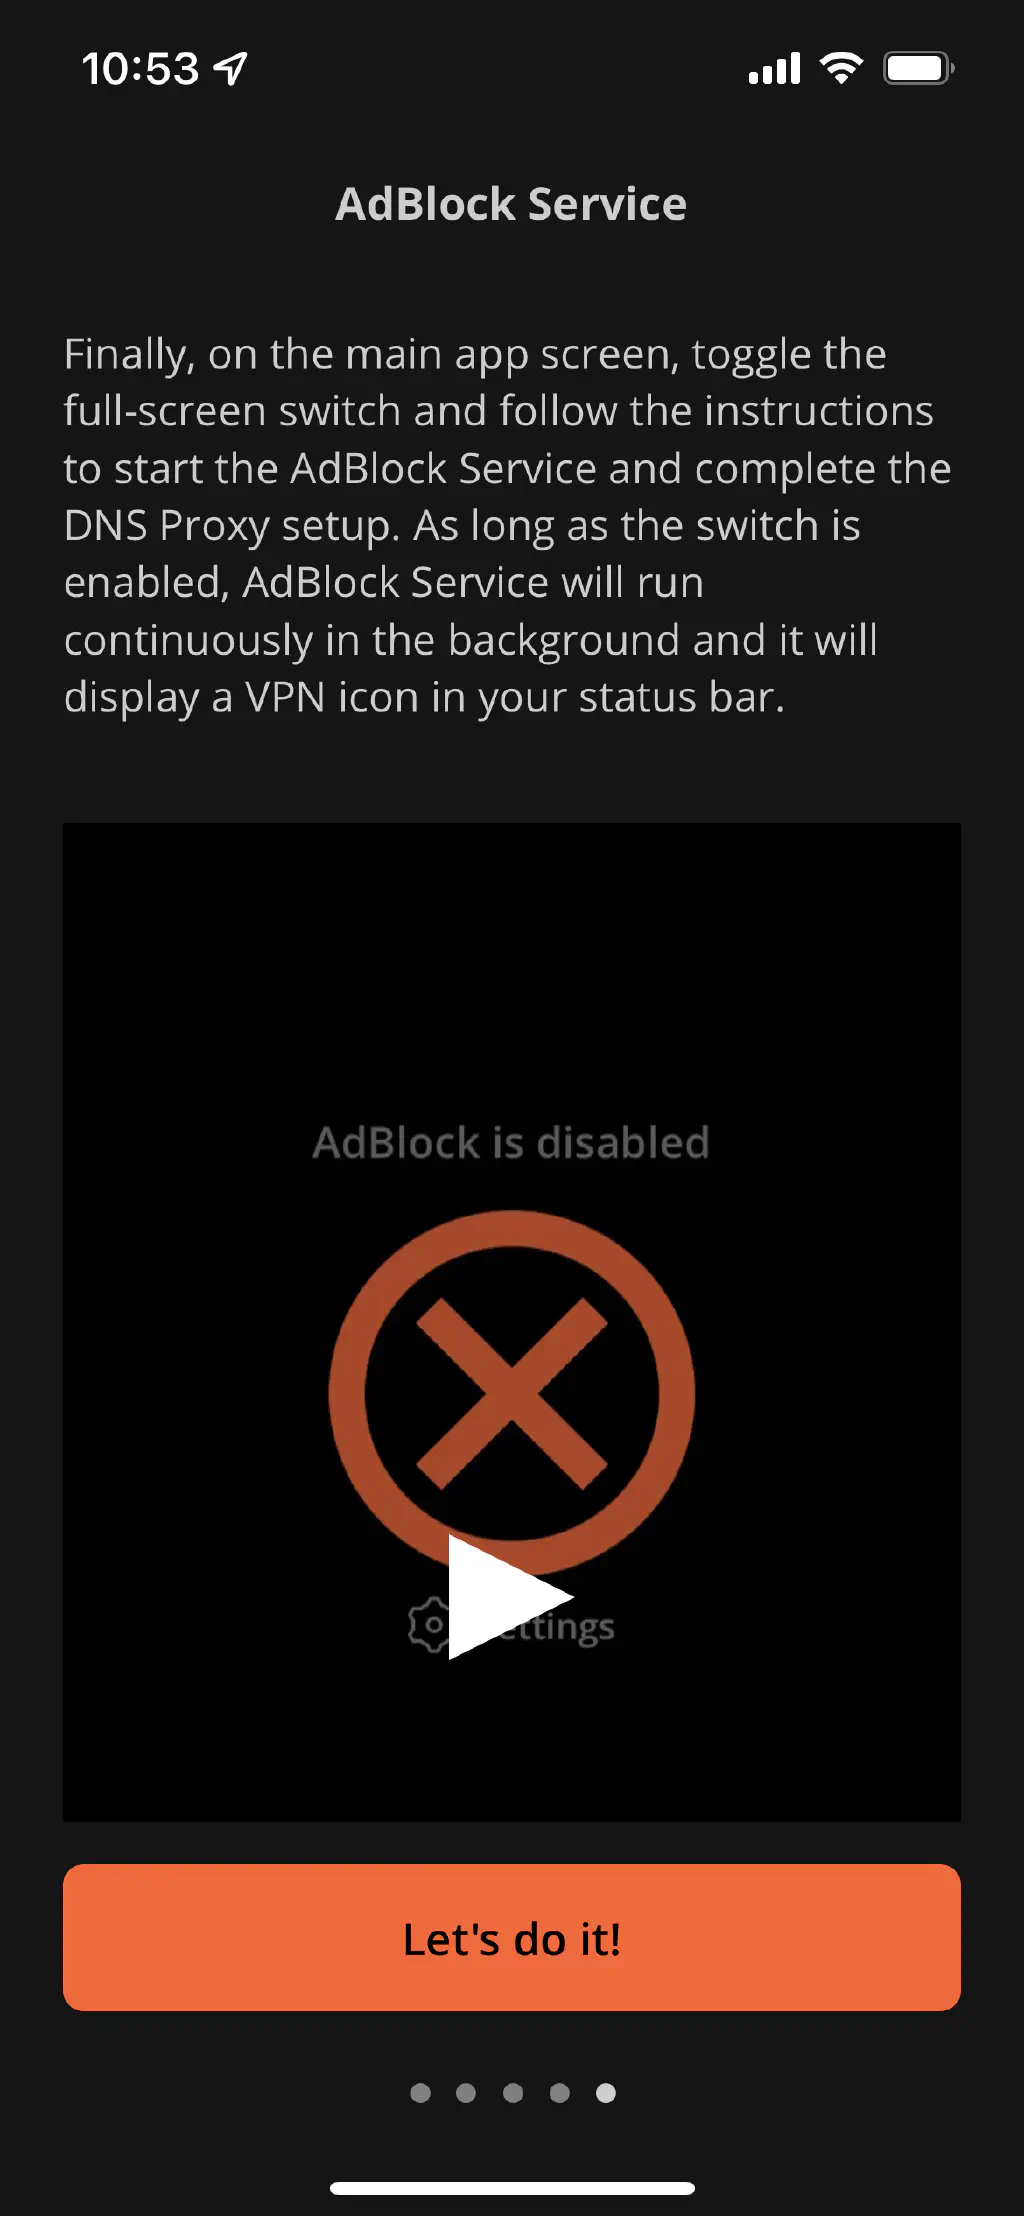 10:53
AdBlock Service
Finally, on the main app screen, toggle the
full-screen switch and follow the instructions
to start the AdBlock Service and complete the
DNS Proxy setup. As long as the switch is
enabled, AdBlock Service will run
continuously in the background and it will
display a VPN icon in your status bar.
AdBlock is disabled
ettings
Let's do it!